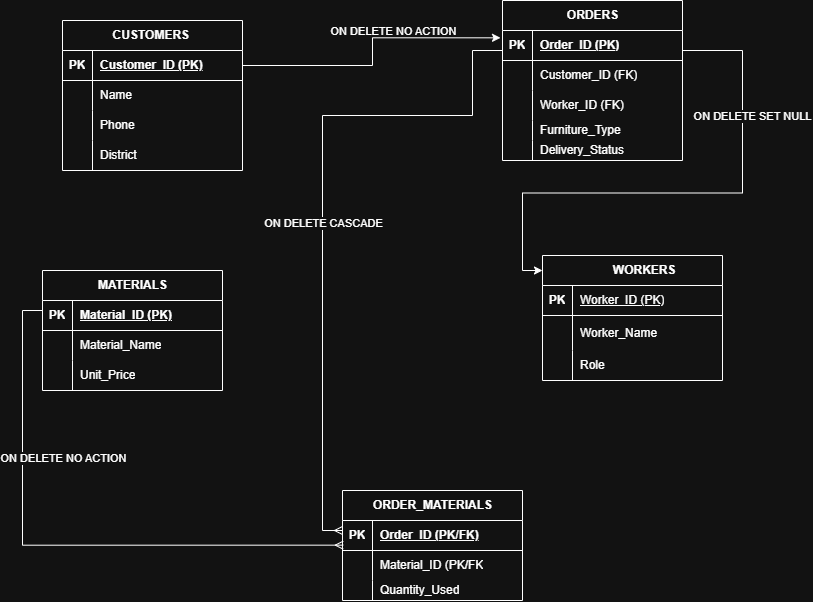 CUSTOMERS
PK Customer_ID (PK)
Name
Phone
District
ON DELETE NO ACTION
ORDERS
PK Order_ID (PK)
Customer_ID (FK)
Worker_ID (FK)
Furniture_Type
Delivery_Status
ON DELETE SET NULL
ON DELETE CASCADE
WORKERS
PK Worker_ID (PK)
Worker_Name
Role
MATERIALS
PK Material_ID (PK)
Material_Name
Unit_Price
ON DELETE NO ACTION
ORDER_MATERIALS
PK Order_ID (PK/FK)
Material_ID (PK/FK
Quantity_Used